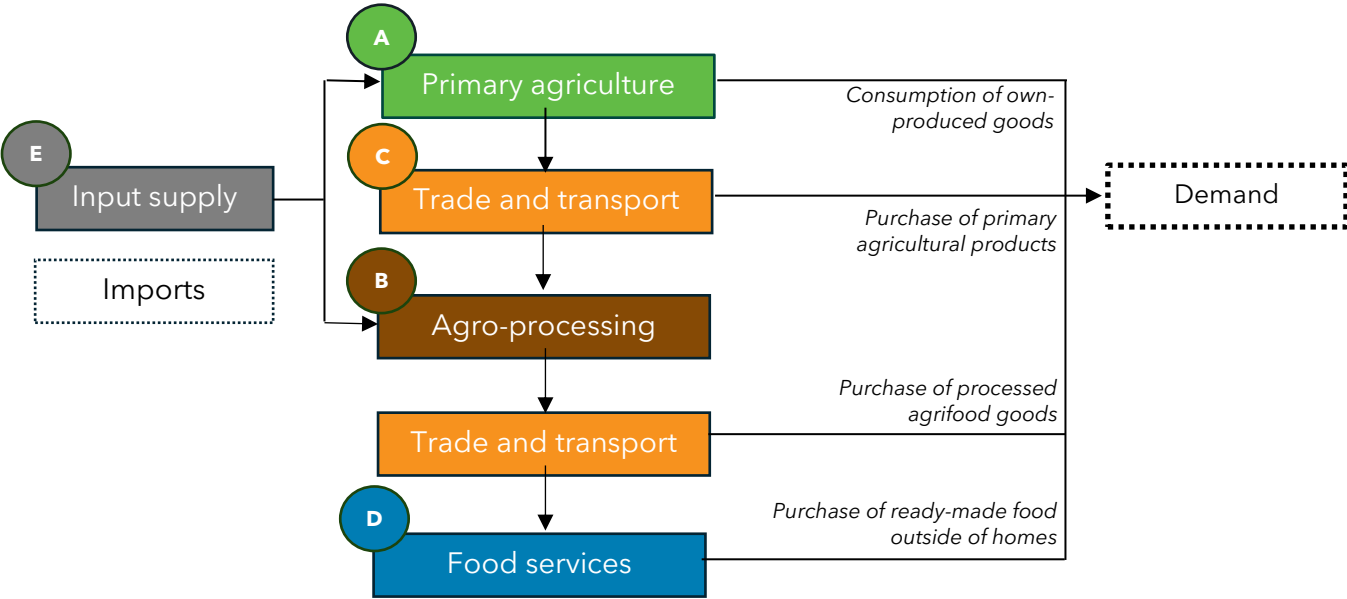 A
Primary agriculture
Consumption of own-
produced goods
E
Input supply
C
Trade and transport
Demand
Purchase of primary
agricultural products
Imports
B
Agro-processing
Purchase of processed
agrifood goods
Trade and transport
D
Food services
Purchase of ready-made food
outside of homes